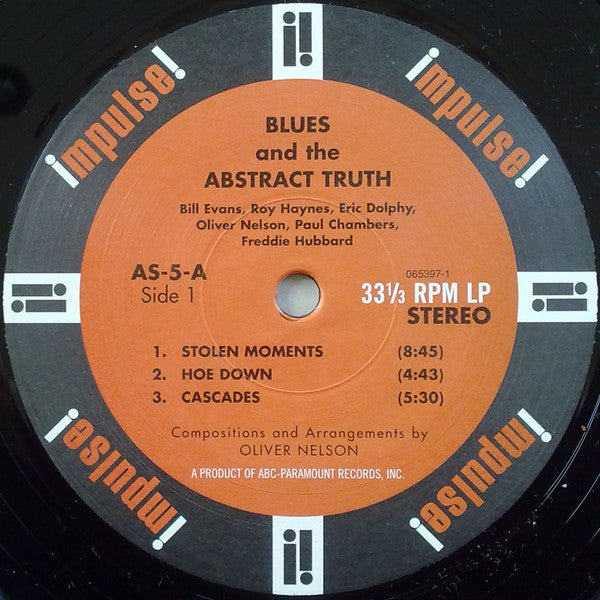 impulse!
impulse!
BLUES
and the
ABSTRACT TRUTH
Bill Evans, Roy Haynes, Eric Dolphy,
Oliver Nelson, Paul Chambers,
Freddie Hubbard
AS-5-A
Side 1
065397-1
33⅓ RPM LP
STEREO
1. STOLEN MOMENTS (8:45)
2. HOE DOWN (4:43)
3. CASCADES (5:30)
Compositions and Arrangements by
OLIVER NELSON
A PRODUCT OF ABC-PARAMOUNT RECORDS, INC.
impulse!
impulse!